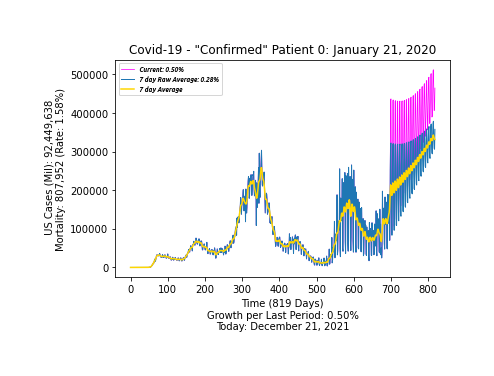 Covid-19 - "Confirmed" Patient 0: January 21, 2020
Current: 0.50%
7 day Raw Average: 0.28%
7 day Average
US Cases (Mil): 92,449,638
Mortality: 807,952 (Rate: 1.58%)
500000
400000
300000
200000
100000
0
0 100 200 300 400 500 600 700 800
Time (819 Days)
Growth per Last Period: 0.50%
Today: December 21, 2021